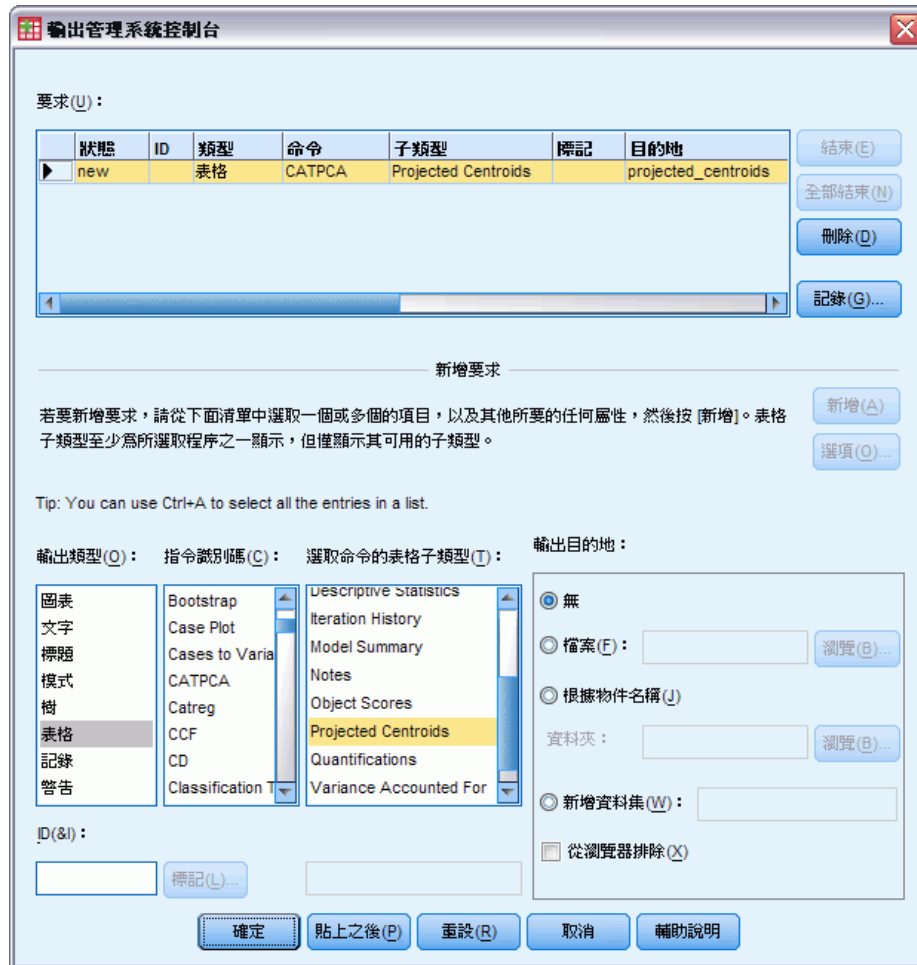 輸出管理系統控制台
要求(U)：
狀態 ID 類型 命令 子類型 標記 目的地
new 表格 CATPCA Projected Centroids projected_centroids
結束(E)
全部結束(N)
刪除(D)
記錄(G)...
新增要求
若要新增要求，請從下面清單中選取一個或多個的項目，以及其他所要的任何屬性，然後按 [新增]。表格
子類型至少為所選取程序之一顯示，但僅顯示其可用的子類型。
新增(A)
選項(O)...
Tip: You can use Ctrl+A to select all the entries in a list.
輸出類型(O)： 指令識別碼(C)： 選取命令的表格子類型(T)：
圖表
文字
標題
模式
樹
表格
記錄
警告
Bootstrap
Case Plot
Cases to Varia
CATPCA
Catreg
CCF
CD
Classification T
Descriptive Statistics
Iteration History
Model Summary
Notes
Object Scores
Projected Centroids
Quantifications
Variance Accounted For
輸出目的地：
無
檔案(F)： 瀏覽(B)...
根據物件名稱(J)
資料夾： 瀏覽(B)...
新增資料集(W)：
從瀏覽器排除(X)
ID(&I)：
標記(L)...
確定 貼上之後(P) 重設(R) 取消 輔助說明